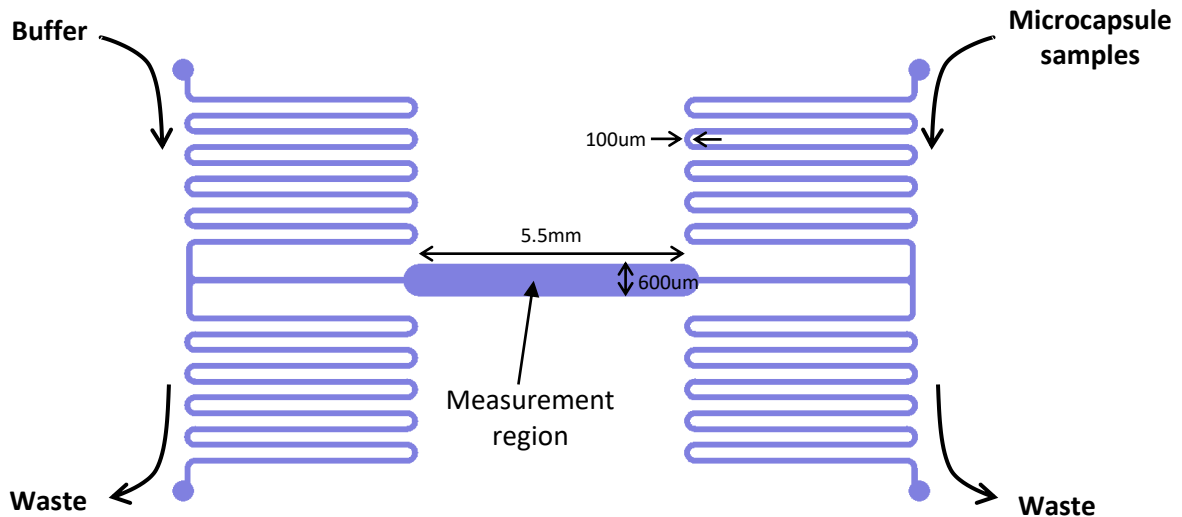 Buffer
Microcapsule
samples
100um
5.5mm
600um
Measurement
region
Waste
Waste